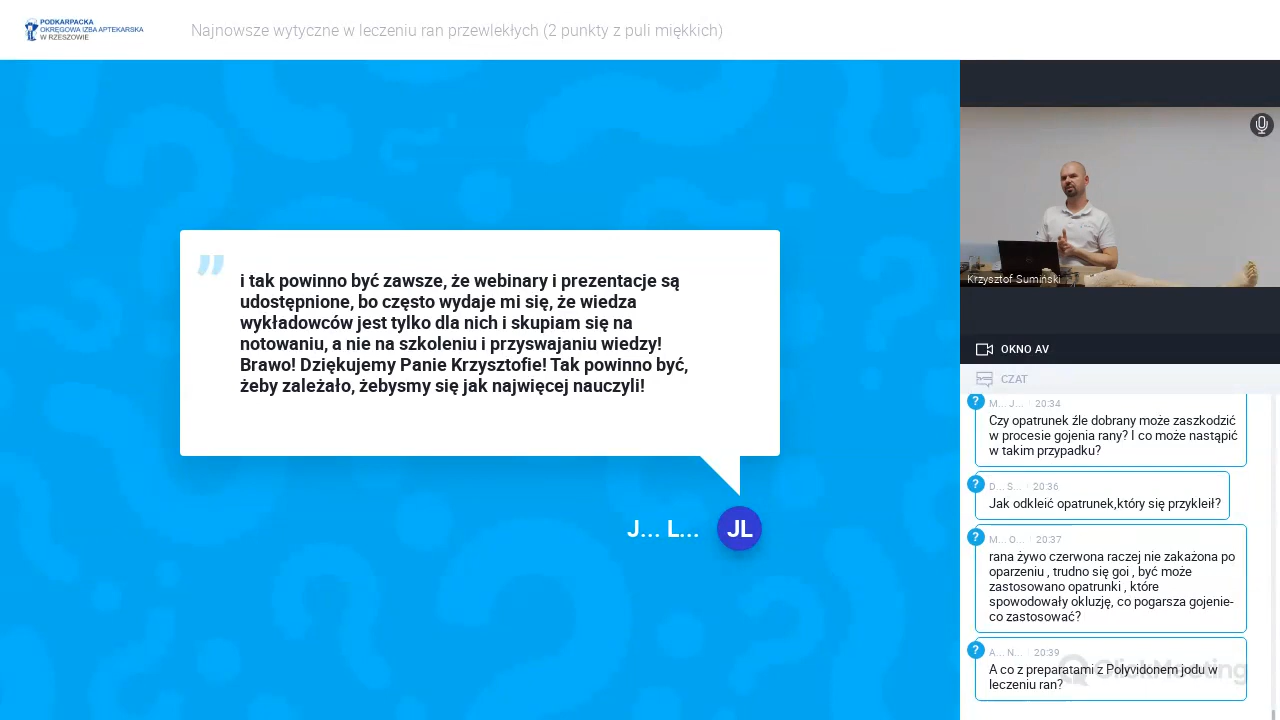 PODKARPACKA
OKRĘGOWA IZBA APTEKARSKA
W RZESZOWIE
Najnowsze wytyczne w leczeniu ran przewlekłych (2 punkty z puli miękkich)
i tak powinno być zawsze, że webinary i prezentacje są
udostępnione, bo często wydaje mi się, że wiedza
wykładowców jest tylko dla nich i skupiam się na
notowaniu, a nie na szkoleniu i przyswajaniu wiedzy!
Brawo! Dziękujemy Panie Krzysztofie! Tak powinno być,
żeby zależało, żebysmy się jak najwięcej nauczyli!
J... L...
JL
Krzysztof Sumiński
OKNO AV
CZAT
? M... J... 20:34
Czy opatrunek źle dobrany może zaszkodzić
w procesie gojenia rany? I co może nastąpić
w takim przypadku?
? D... S... 20:36
Jak odkleić opatrunek,który się przykleił?
? M... O... 20:37
rana żywo czerwona raczej nie zakażona po
oparzeniu , trudno się goi , być może
zastosowano opatrunki , które
spowodowały okluzję, co pogarsza gojenie-
co zastosować?
? A... N... 20:39
A co z preparatami z Polyvidonem jodu w
leczeniu ran?
ClickMeeting